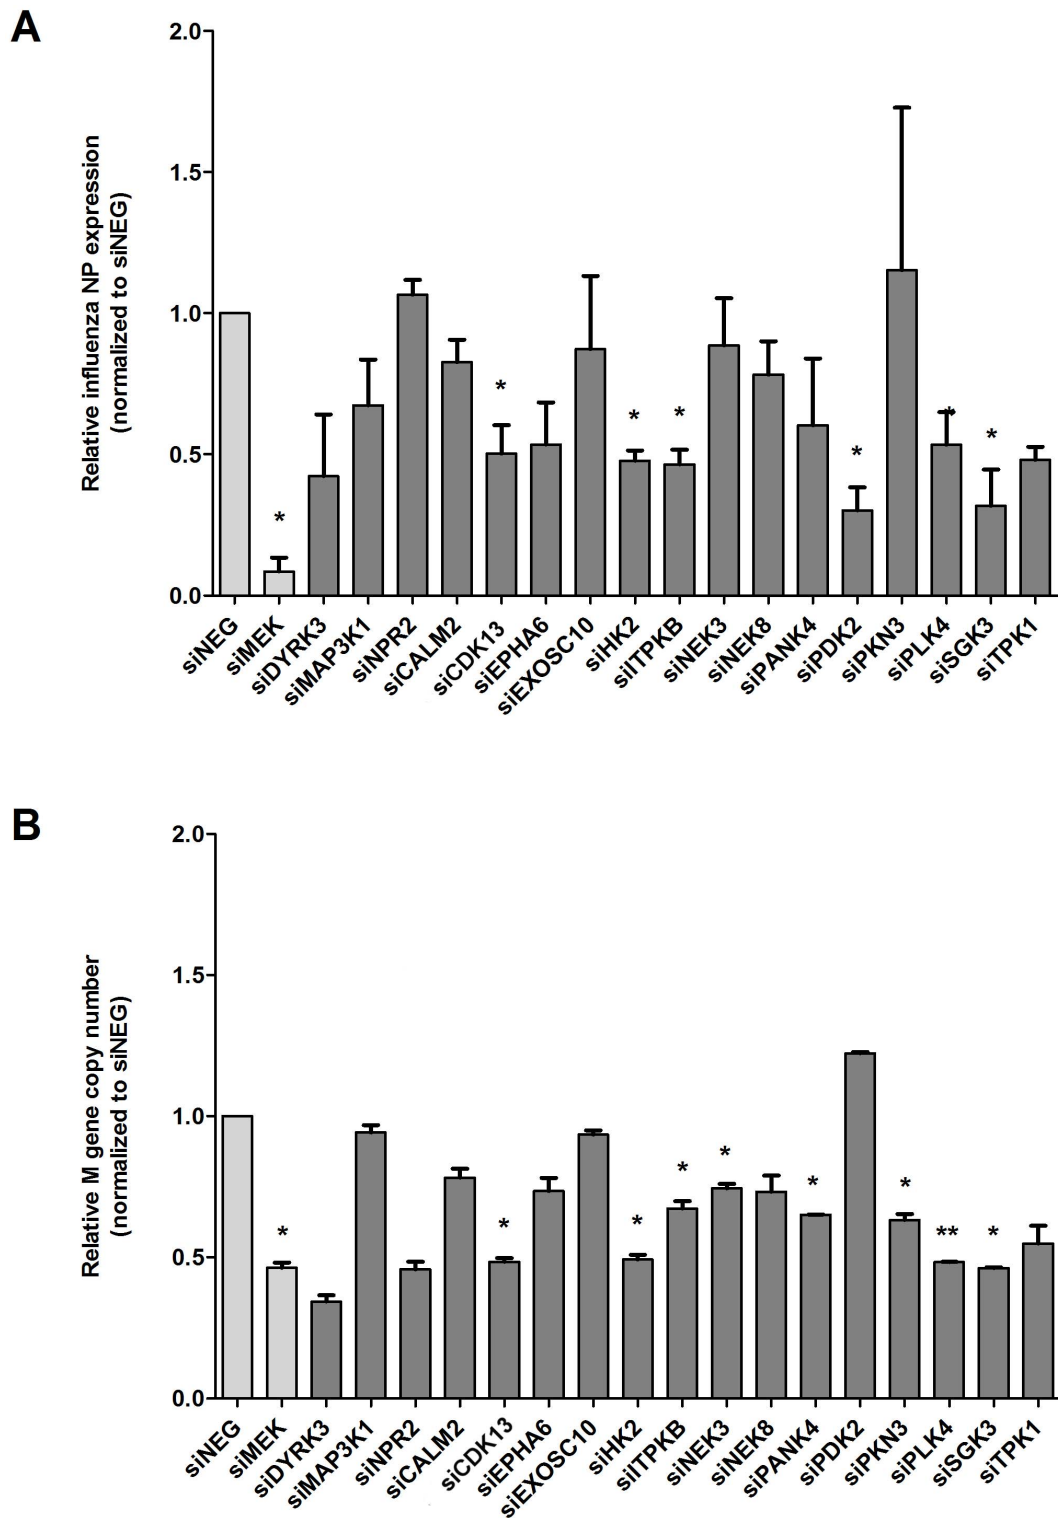 A
2.0
1.5
1.0
0.5
0.0
Relative influenza NP expression
(normalized to siNEG)
*
*
*
*
*
*
*
siNEG
siMEK
siDYRK3
siMAP3K1
siNPR2
siCALM2
siCDK13
siEPHA6
siEXOSC10
siHK2
siITPKB
siNEK3
siNEK8
siPANK4
siPDK2
siPKN3
siPLK4
siSGK3
siTPK1
B
2.0
1.5
1.0
0.5
0.0
Relative M gene copy number
(normalized to siNEG)
*
*
*
*
*
*
*
**
*
siNEG
siMEK
siDYRK3
siMAP3K1
siNPR2
siCALM2
siCDK13
siEPHA6
siEXOSC10
siHK2
siITPKB
siNEK3
siNEK8
siPANK4
siPDK2
siPKN3
siPLK4
siSGK3
siTPK1